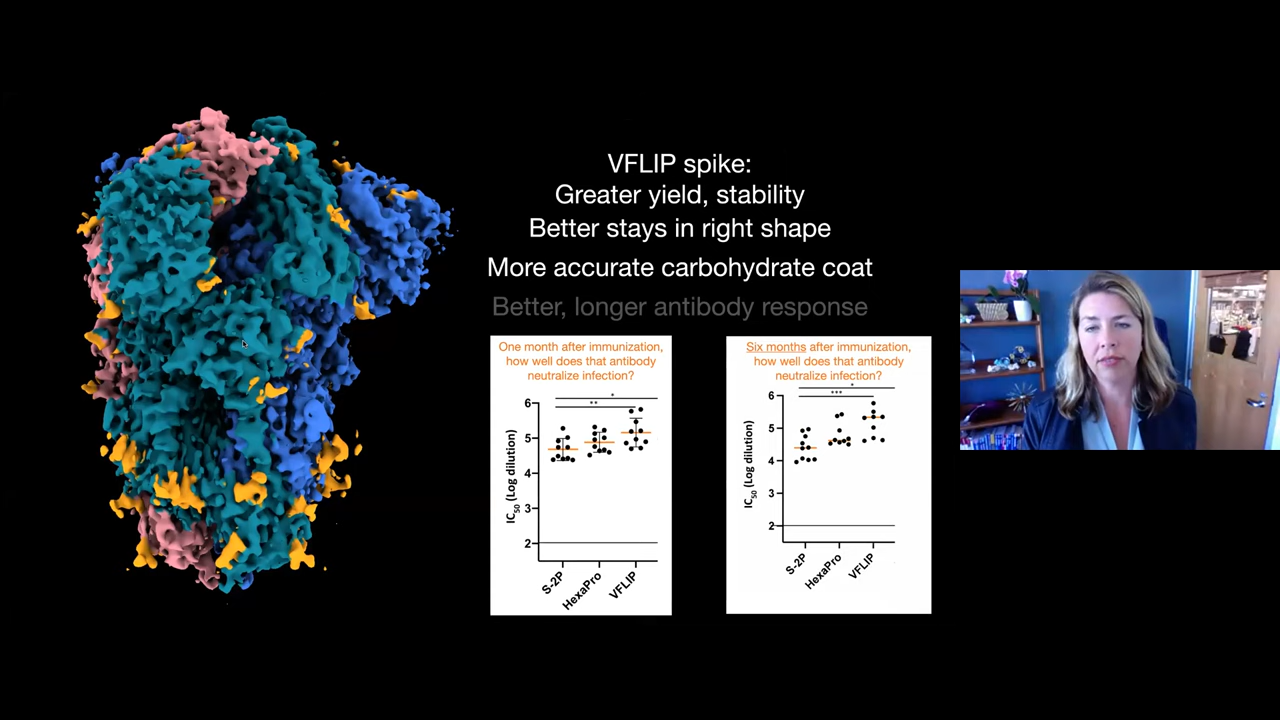 VFLIP spike:
Greater yield, stability
Better stays in right shape
More accurate carbohydrate coat
Better, longer antibody response
One month after immunization,
how well does that antibody
neutralize infection?
*
**
6
5
4
3
2
IC50 (Log dilution)
S-2P
HexaPro
VFLIP
Six months after immunization,
how well does that antibody
neutralize infection?
*
***
6
5
4
3
2
IC50 (Log dilution)
S-2P
HexaPro
VFLIP